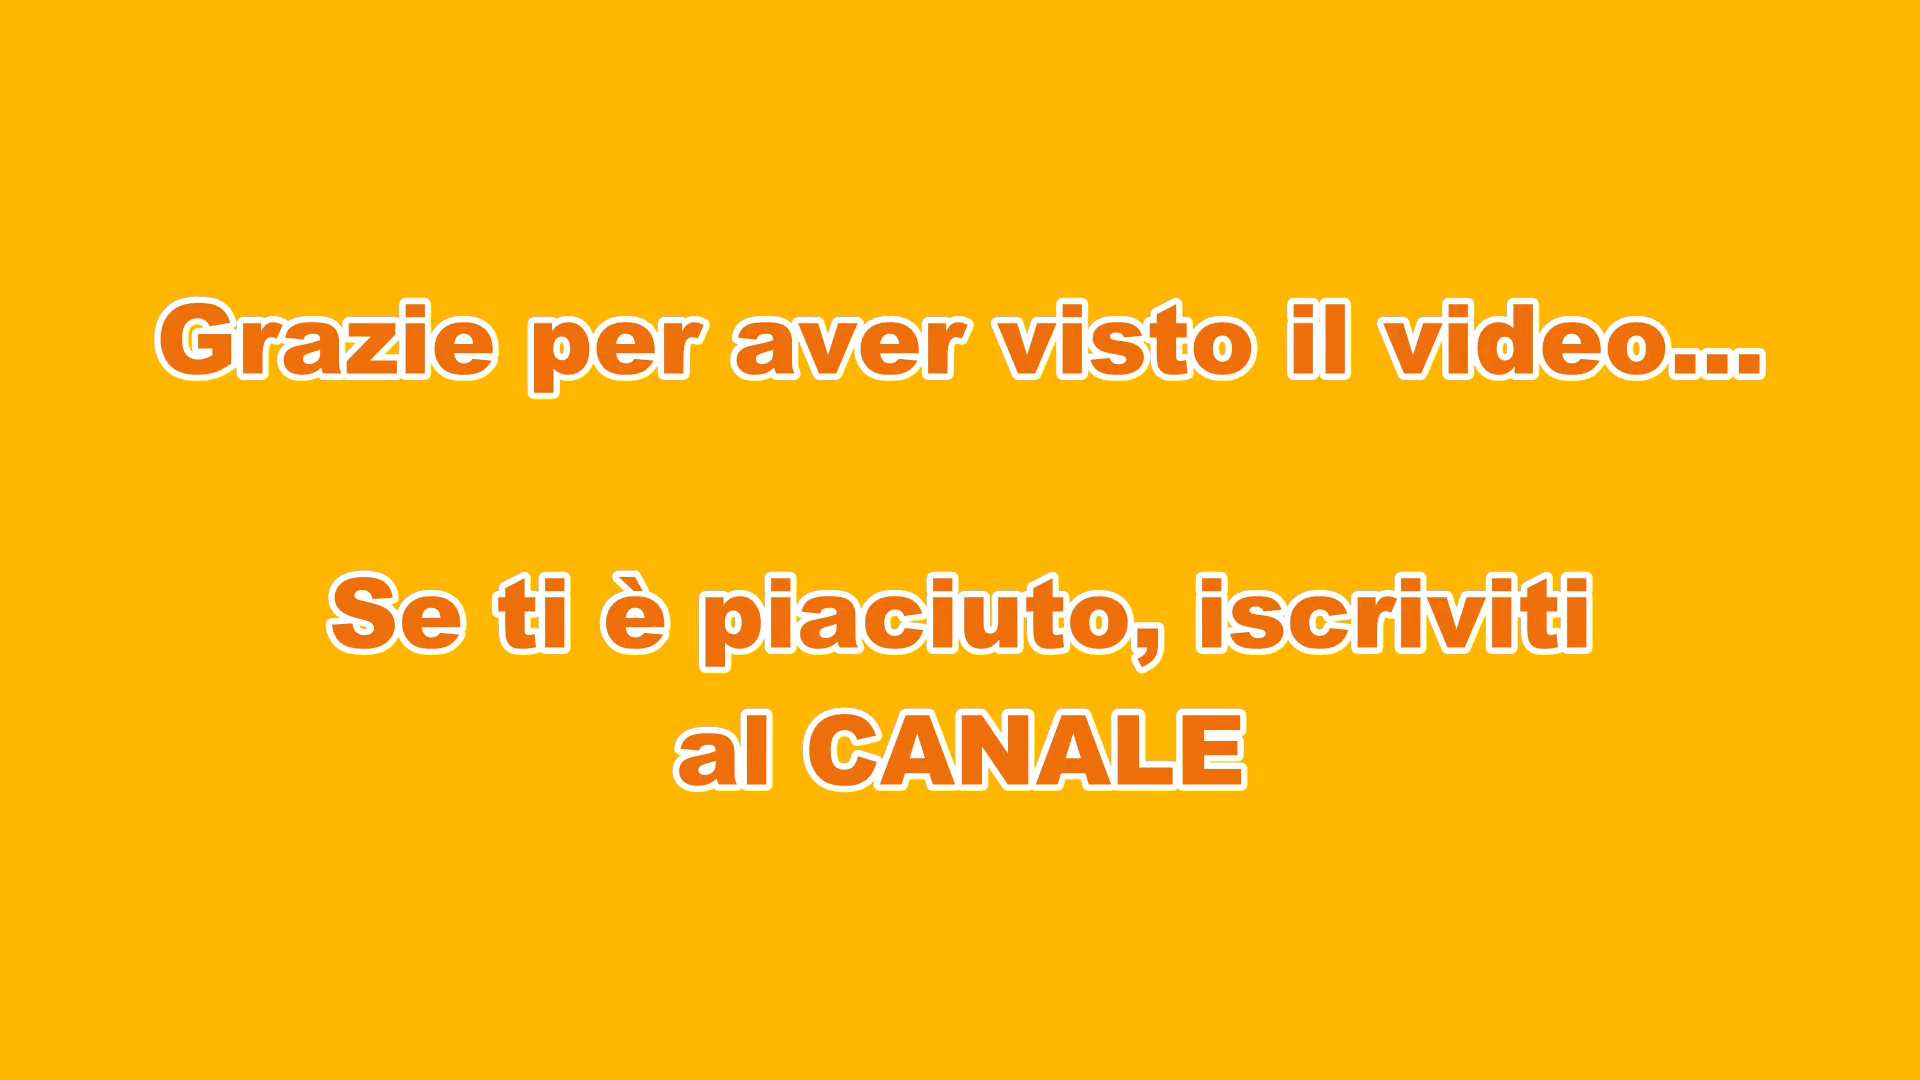 Grazie per aver visto il video...
Se ti è piaciuto, iscriviti
al CANALE